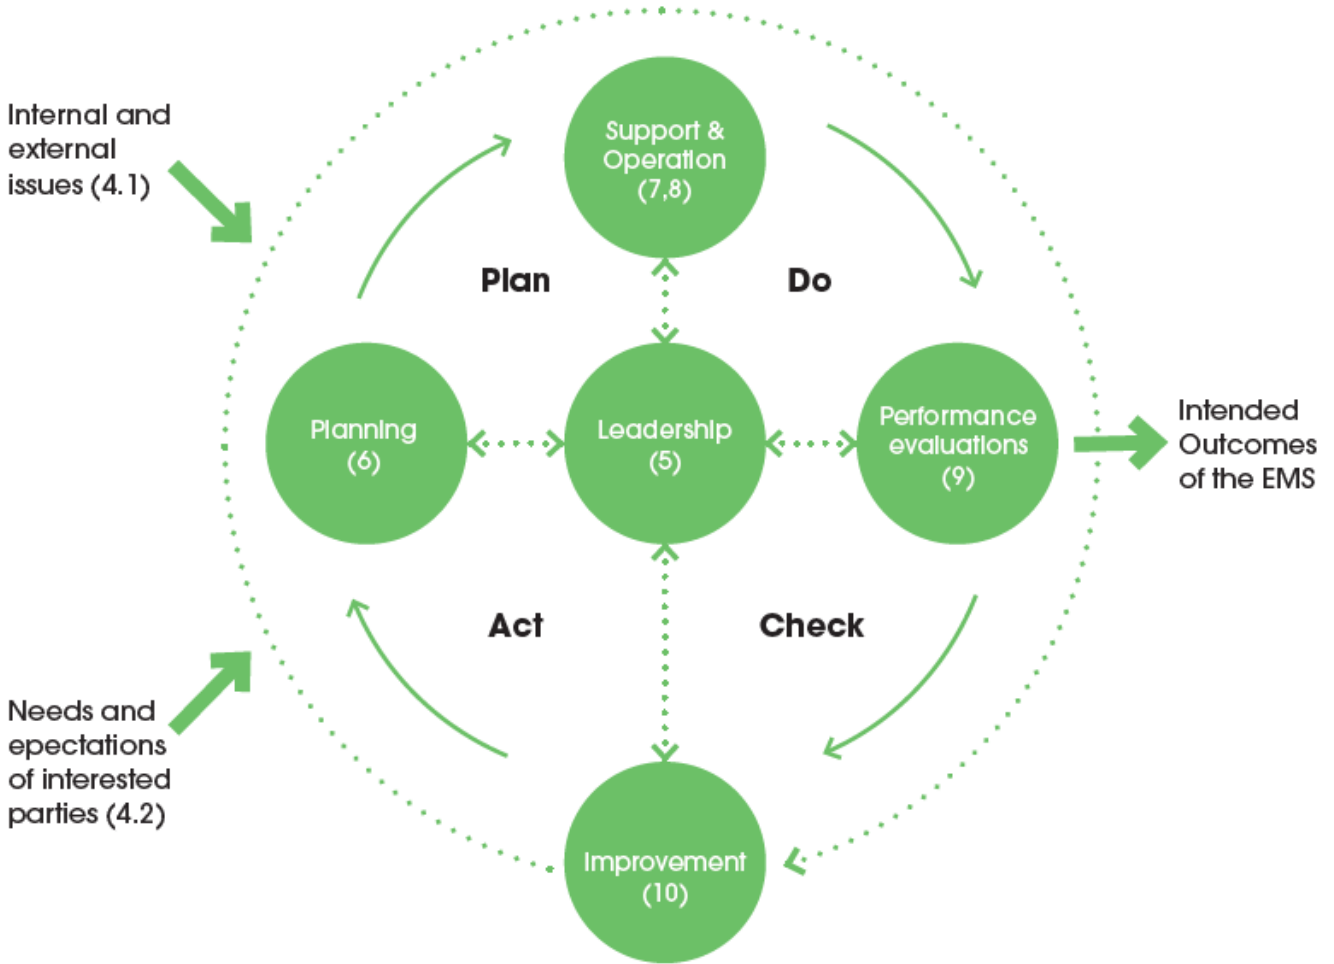 Internal and
external
issues (4.1)
Support &
Operation
(7,8)
Plan
Do
Planning
(6)
Leadership
(5)
Performance
evaluations
(9)
Intended
Outcomes
of the EMS
Act
Check
Needs and
epectations
of interested
parties (4.2)
Improvement
(10)